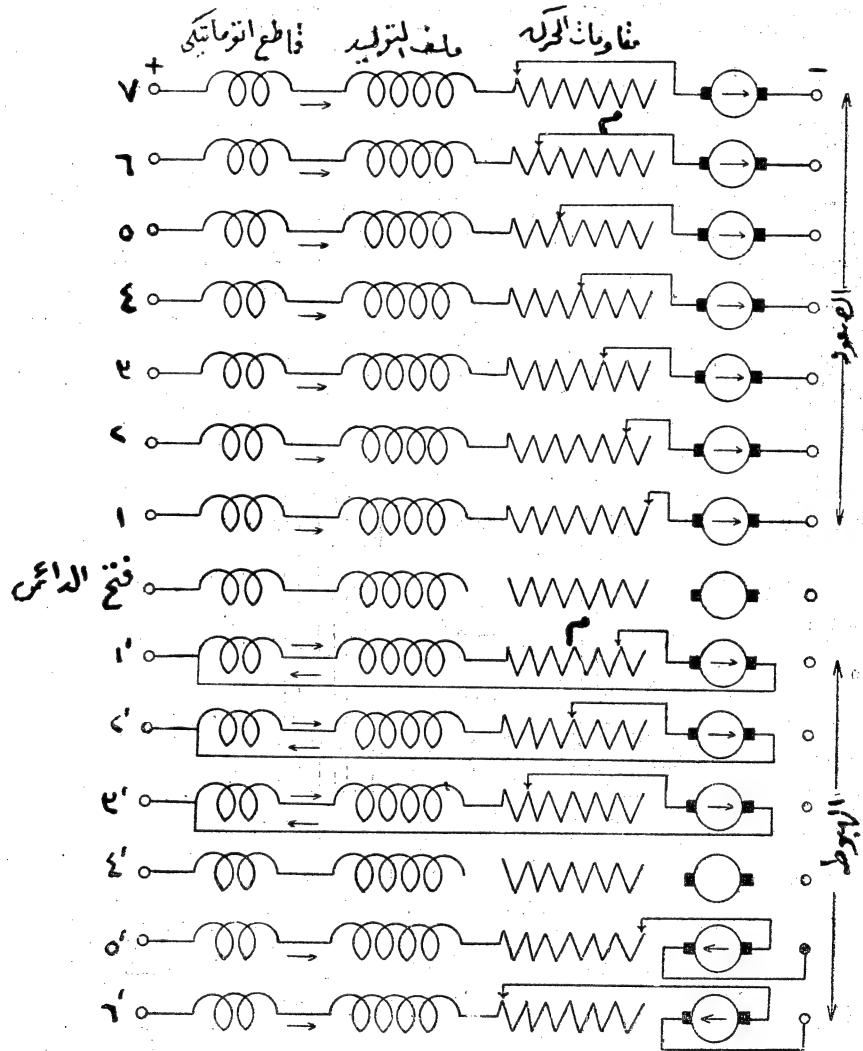 مقاومات الحركة ملف التوليد قاطع اتوماتيكى
+ −
٧
م
٦
٥
٤
٣
٢
١
الصعود
فتح الدائره
م
١'
٢'
٣'
٤'
٥'
٦'
الهبوط